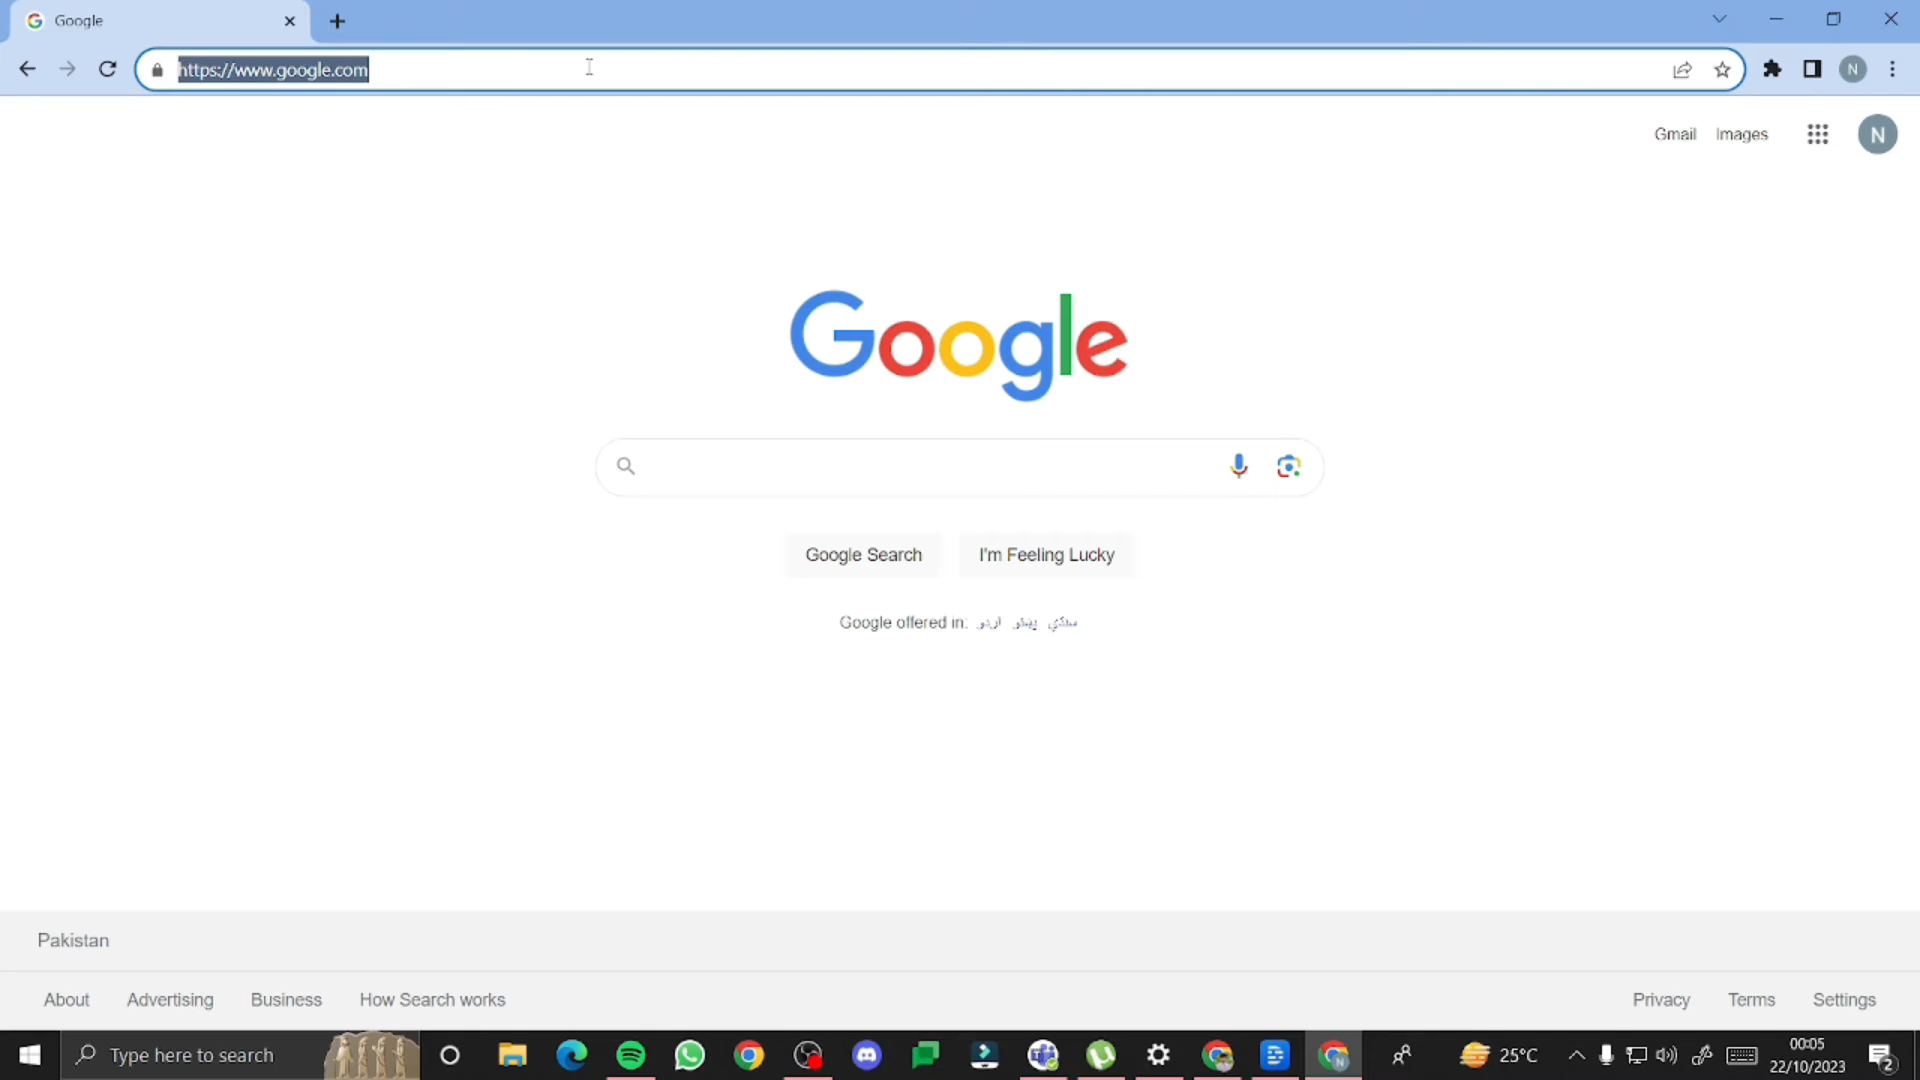 Google
https://www.google.com
N
Gmail Images
N
Google
Google Search I'm Feeling Lucky
Google offered in: اردو پښتو سنڌي
Pakistan
About Advertising Business How Search works
Privacy Terms Settings
Type here to search
N
25°C
00:05
22/10/2023
2